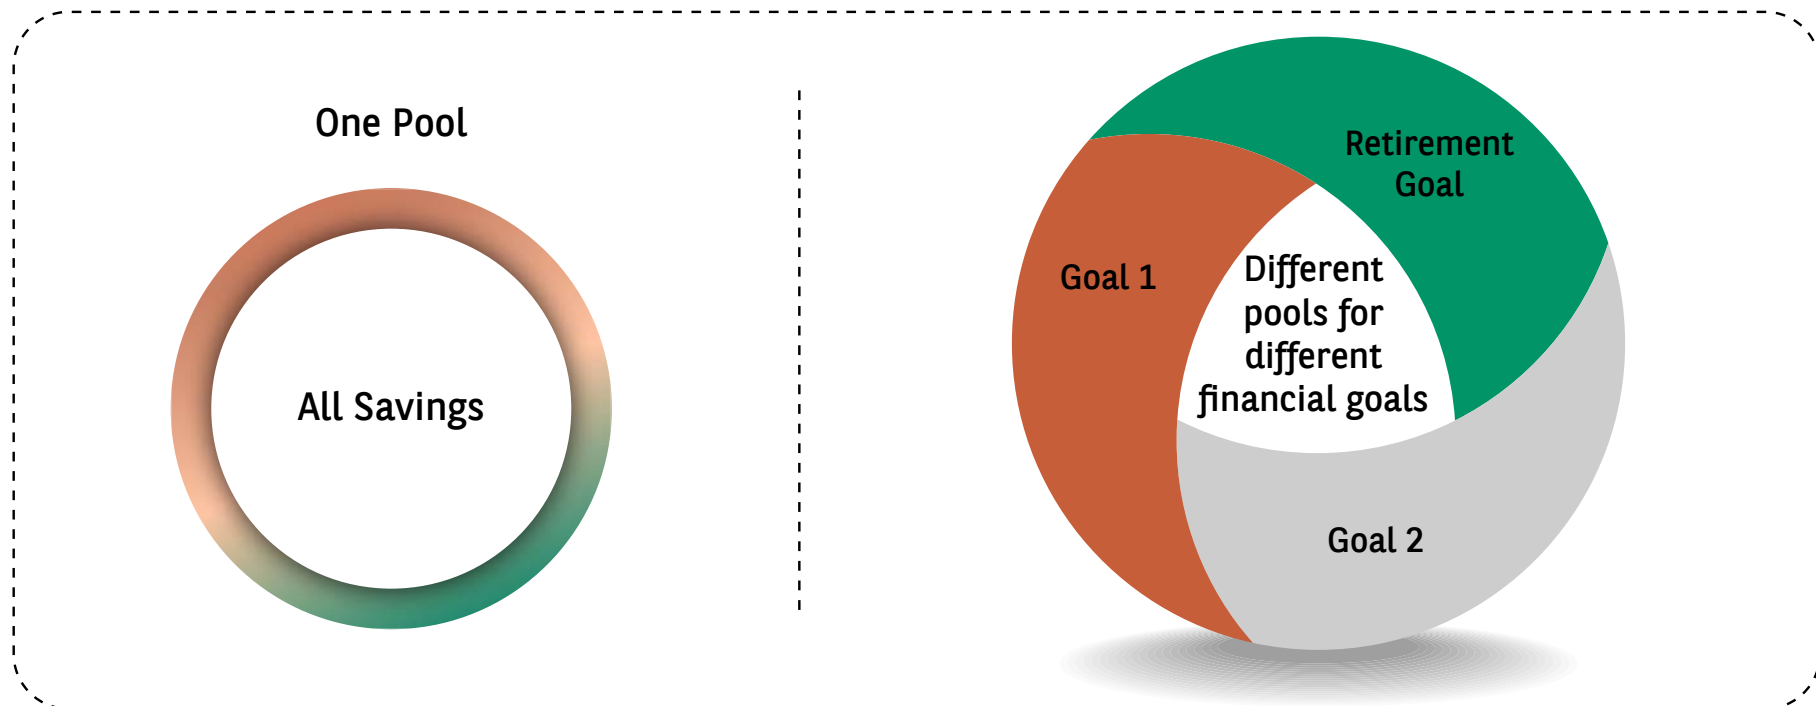 One Pool
All Savings
Retirement
Goal
Goal 1
Different
pools for
different
financial goals
Goal 2